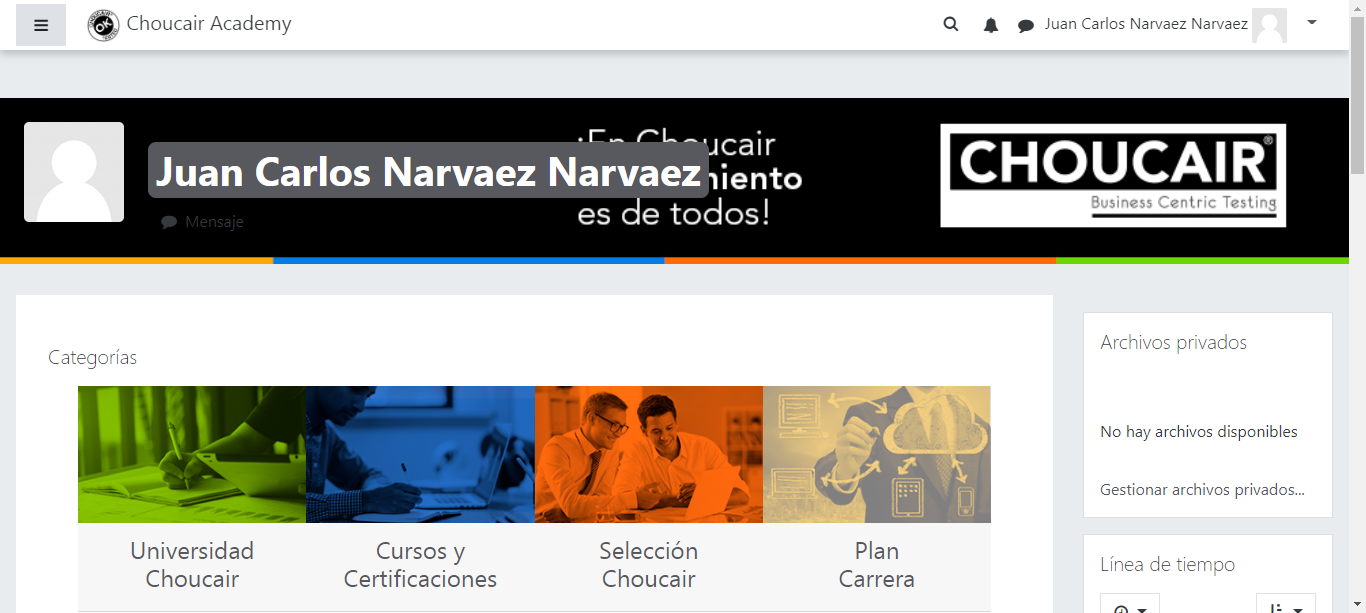 Choucair Academy
Juan Carlos Narvaez Narvaez
¡En Choucair
Juan Carlos Narvaez Narvaez
es de todos!
Mensaje
CHOUCAIR®
Business Centric Testing
Categorías
Universidad
Choucair
Cursos y
Certificaciones
Selección
Choucair
Plan
Carrera
Archivos privados
No hay archivos disponibles
Gestionar archivos privados...
Línea de tiempo